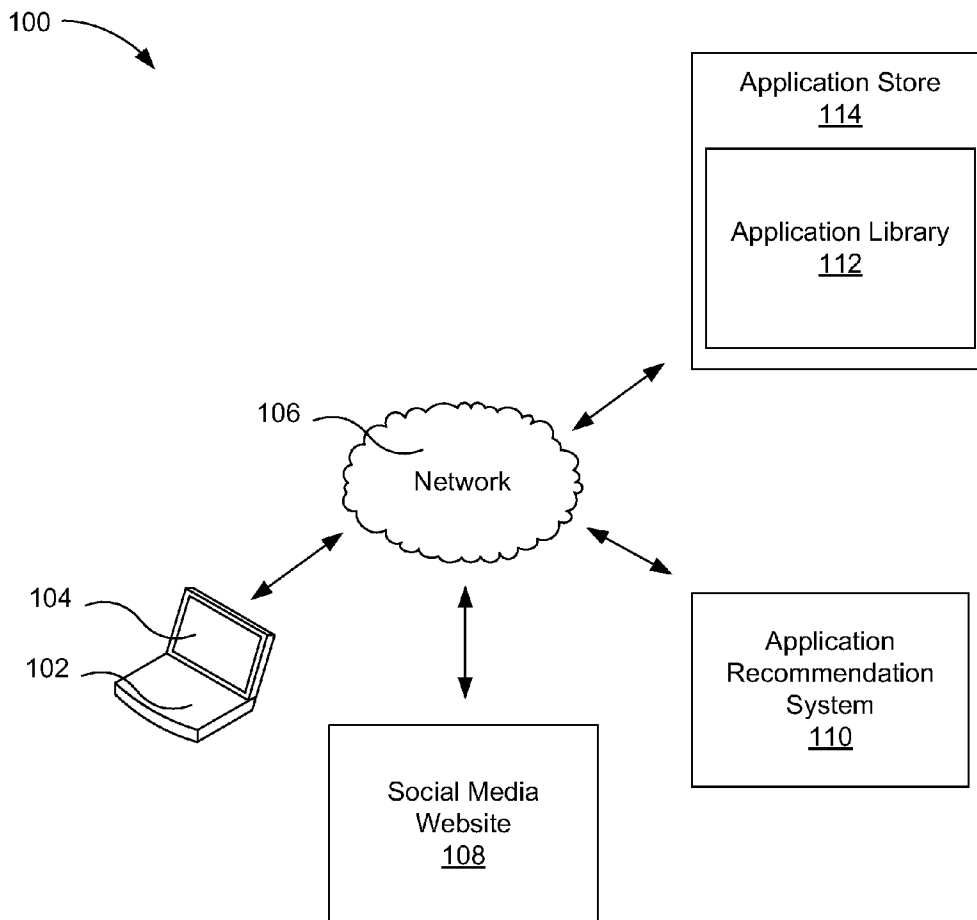 100
Application Store
114
Application Library
112
106
Network
104
102
Application
Recommendation
System
110
Social Media
Website
108